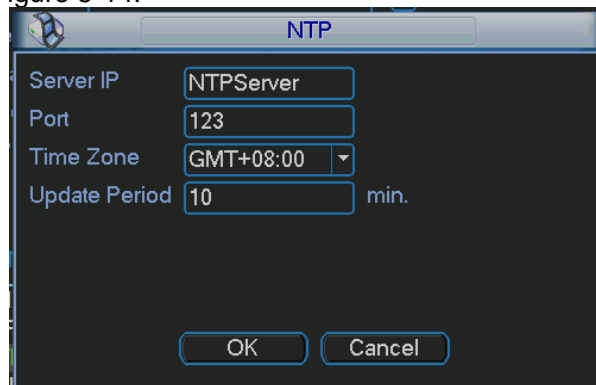 NTP
Server IP NTPServer
Port 123
Time Zone GMT+08:00
Update Period 10 min.
OK Cancel